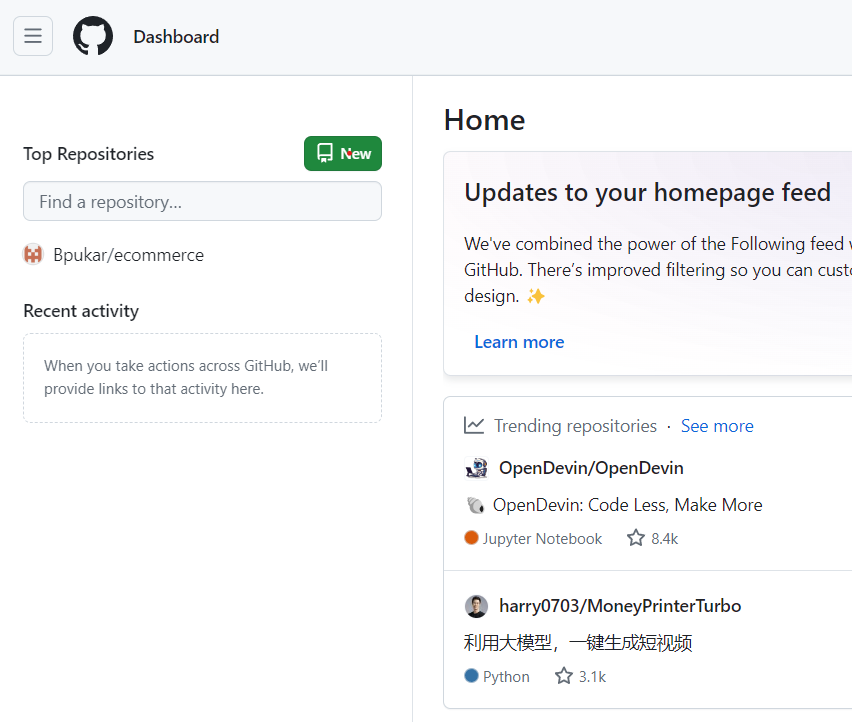 Dashboard
Top Repositories
New
Find a repository...
Bpukar/ecommerce
Recent activity
When you take actions across GitHub, we'll
provide links to that activity here.
Home
Updates to your homepage feed
We've combined the power of the Following feed
GitHub. There's improved filtering so you can
design. ✨
Learn more
Trending repositories · See more
OpenDevin/OpenDevin
🐚 OpenDevin: Code Less, Make More
Jupyter Notebook 8.4k
harry0703/MoneyPrinterTurbo
利用大模型，一键生成短视频
Python 3.1k